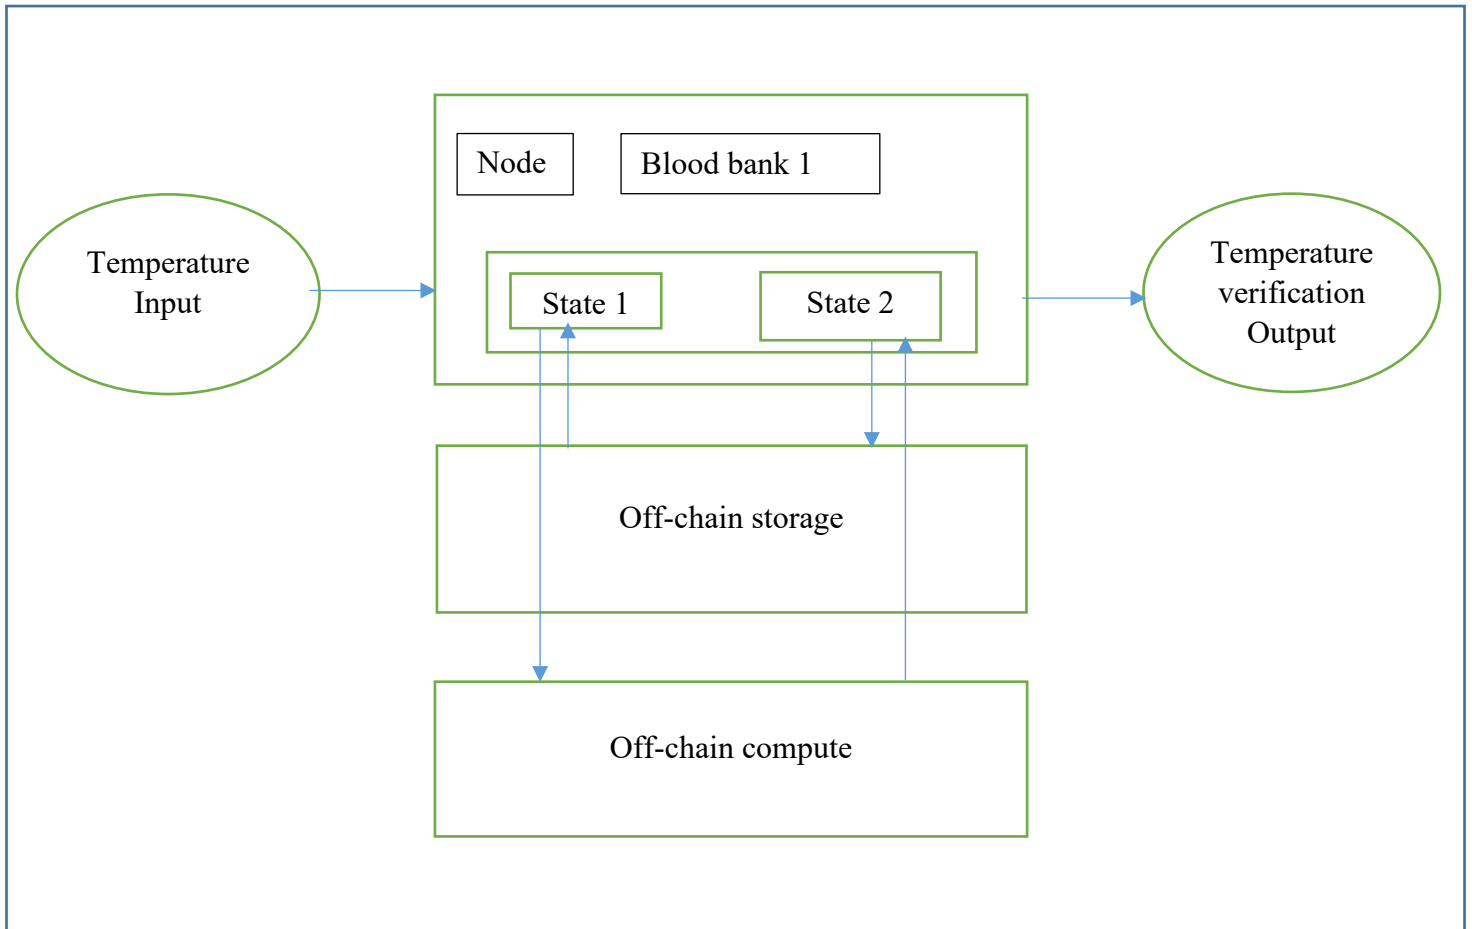 Node
Blood bank 1
Temperature
Input
State 1
State 2
Temperature
verification
Output
Off-chain storage
Off-chain compute